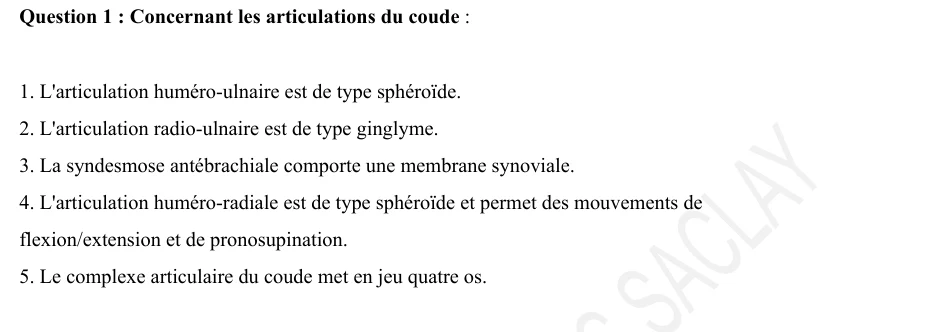 Question 1 : Concernant les articulations du coude :
1. L'articulation huméro-ulnaire est de type sphéroïde.
2. L'articulation radio-ulnaire est de type ginglyme.
3. La syndesmose antébrachiale comporte une membrane synoviale.
4. L'articulation huméro-radiale est de type sphéroïde et permet des mouvements de
flexion/extension et de pronosupination.
5. Le complexe articulaire du coude met en jeu quatre os.
SACLAY